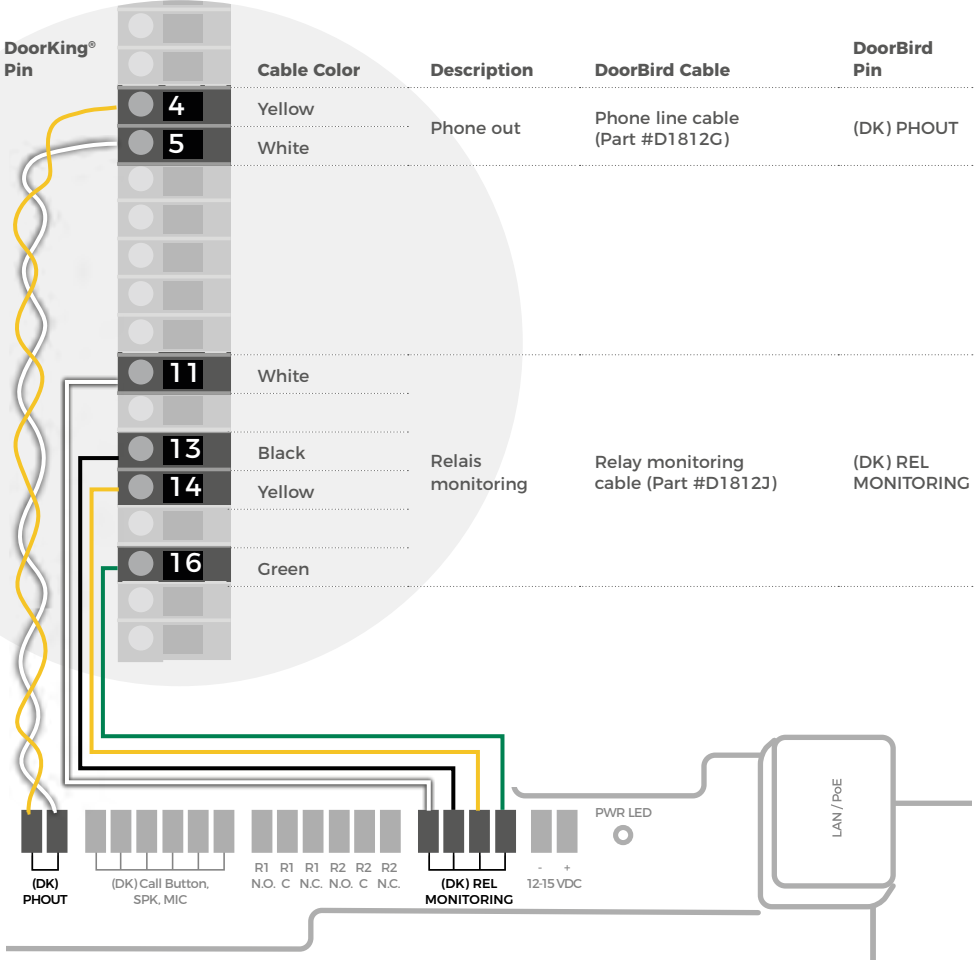 DoorKing®
Pin
Cable Color
Description
DoorBird Cable
DoorBird
Pin
4
Yellow
5
White
Phone out
Phone line cable
(Part #D1812G)
(DK) PHOUT
11
White
13
Black
14
Yellow
16
Green
Relais
monitoring
Relay monitoring
cable (Part #D1812J)
(DK) REL
MONITORING
LAN / PoE
PWR LED
(DK)
PHOUT
(DK) Call Button,
SPK, MIC
R1 R1 R1 R2 R2 R2
N.O. C N.C. N.O. C N.C.
(DK) REL
MONITORING
- +
12-15 VDC